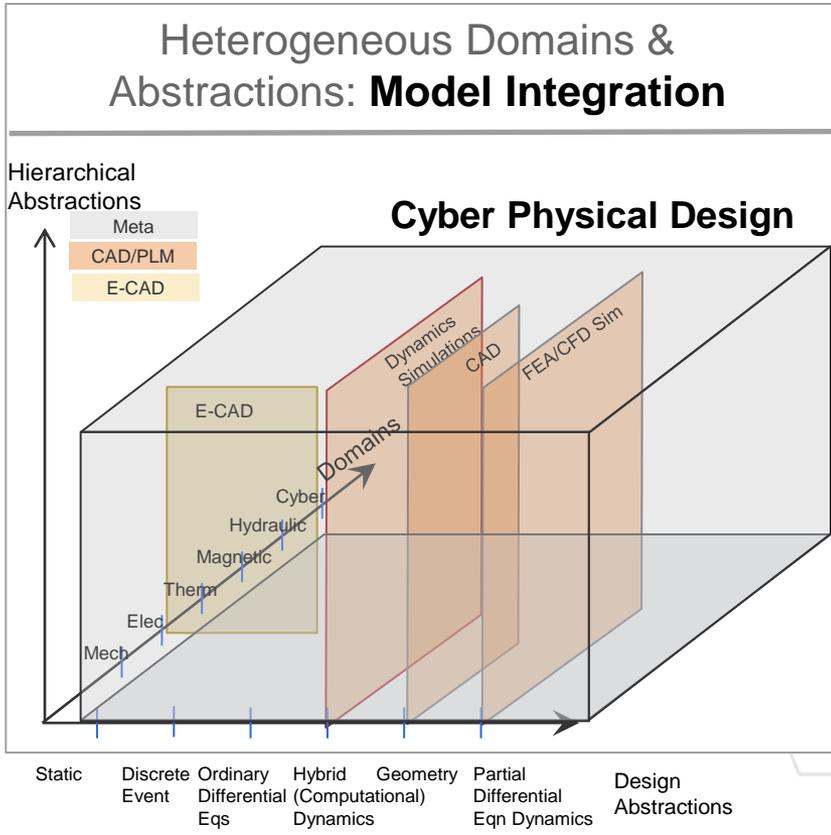 Heterogeneous Domains &
Abstractions: Model Integration
Hierarchical
Abstractions
Meta
CAD/PLM
E-CAD
Cyber Physical Design
Dynamics
Simulations
CAD
FEA/CFD Sim
E-CAD
Domains
Cyber
Hydraulic
Magnetic
Therm
Elec
Mech
Static
Discrete
Event
Ordinary
Differential
Eqs
Hybrid
(Computational)
Dynamics
Geometry
Partial
Differential
Eqn Dynamics
Design
Abstractions